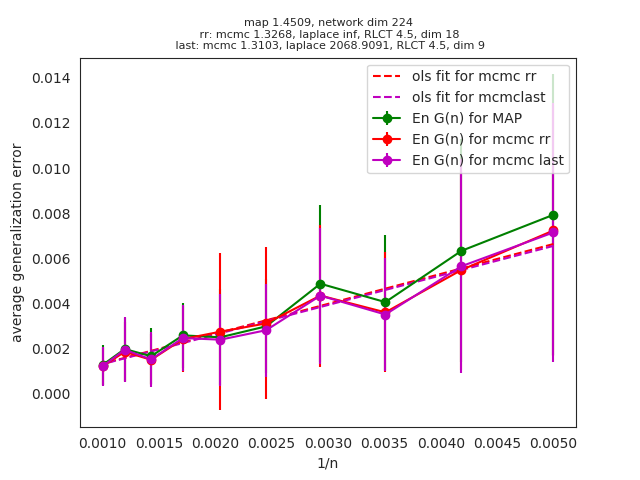 map 1.4509, network dim 224
rr: mcmc 1.3268, laplace inf, RLCT 4.5, dim 18
last: mcmc 1.3103, laplace 2068.9091, RLCT 4.5, dim 9
ols fit for mcmc rr
ols fit for mcmclast
En G(n) for MAP
En G(n) for mcmc rr
En G(n) for mcmc last
average generalization error
0.014
0.012
0.010
0.008
0.006
0.004
0.002
0.000
0.0010 0.0015 0.0020 0.0025 0.0030 0.0035 0.0040 0.0045 0.0050
1/n